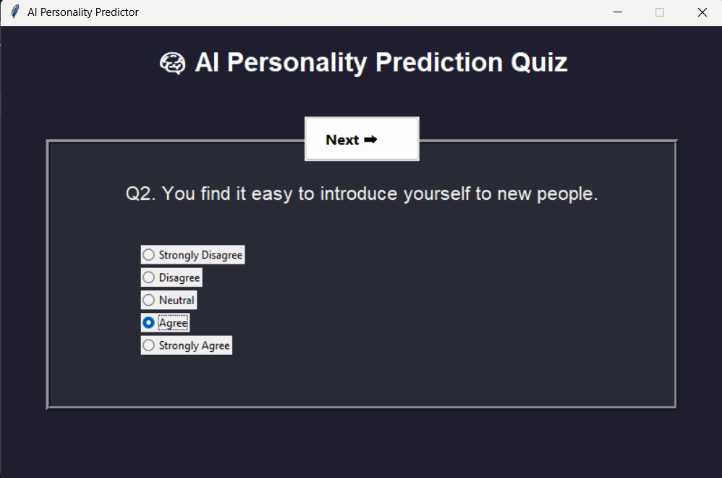 AI Personality Predictor
AI Personality Prediction Quiz
Next ➡
Q2. You find it easy to introduce yourself to new people.
Strongly Disagree
Disagree
Neutral
Agree
Strongly Agree